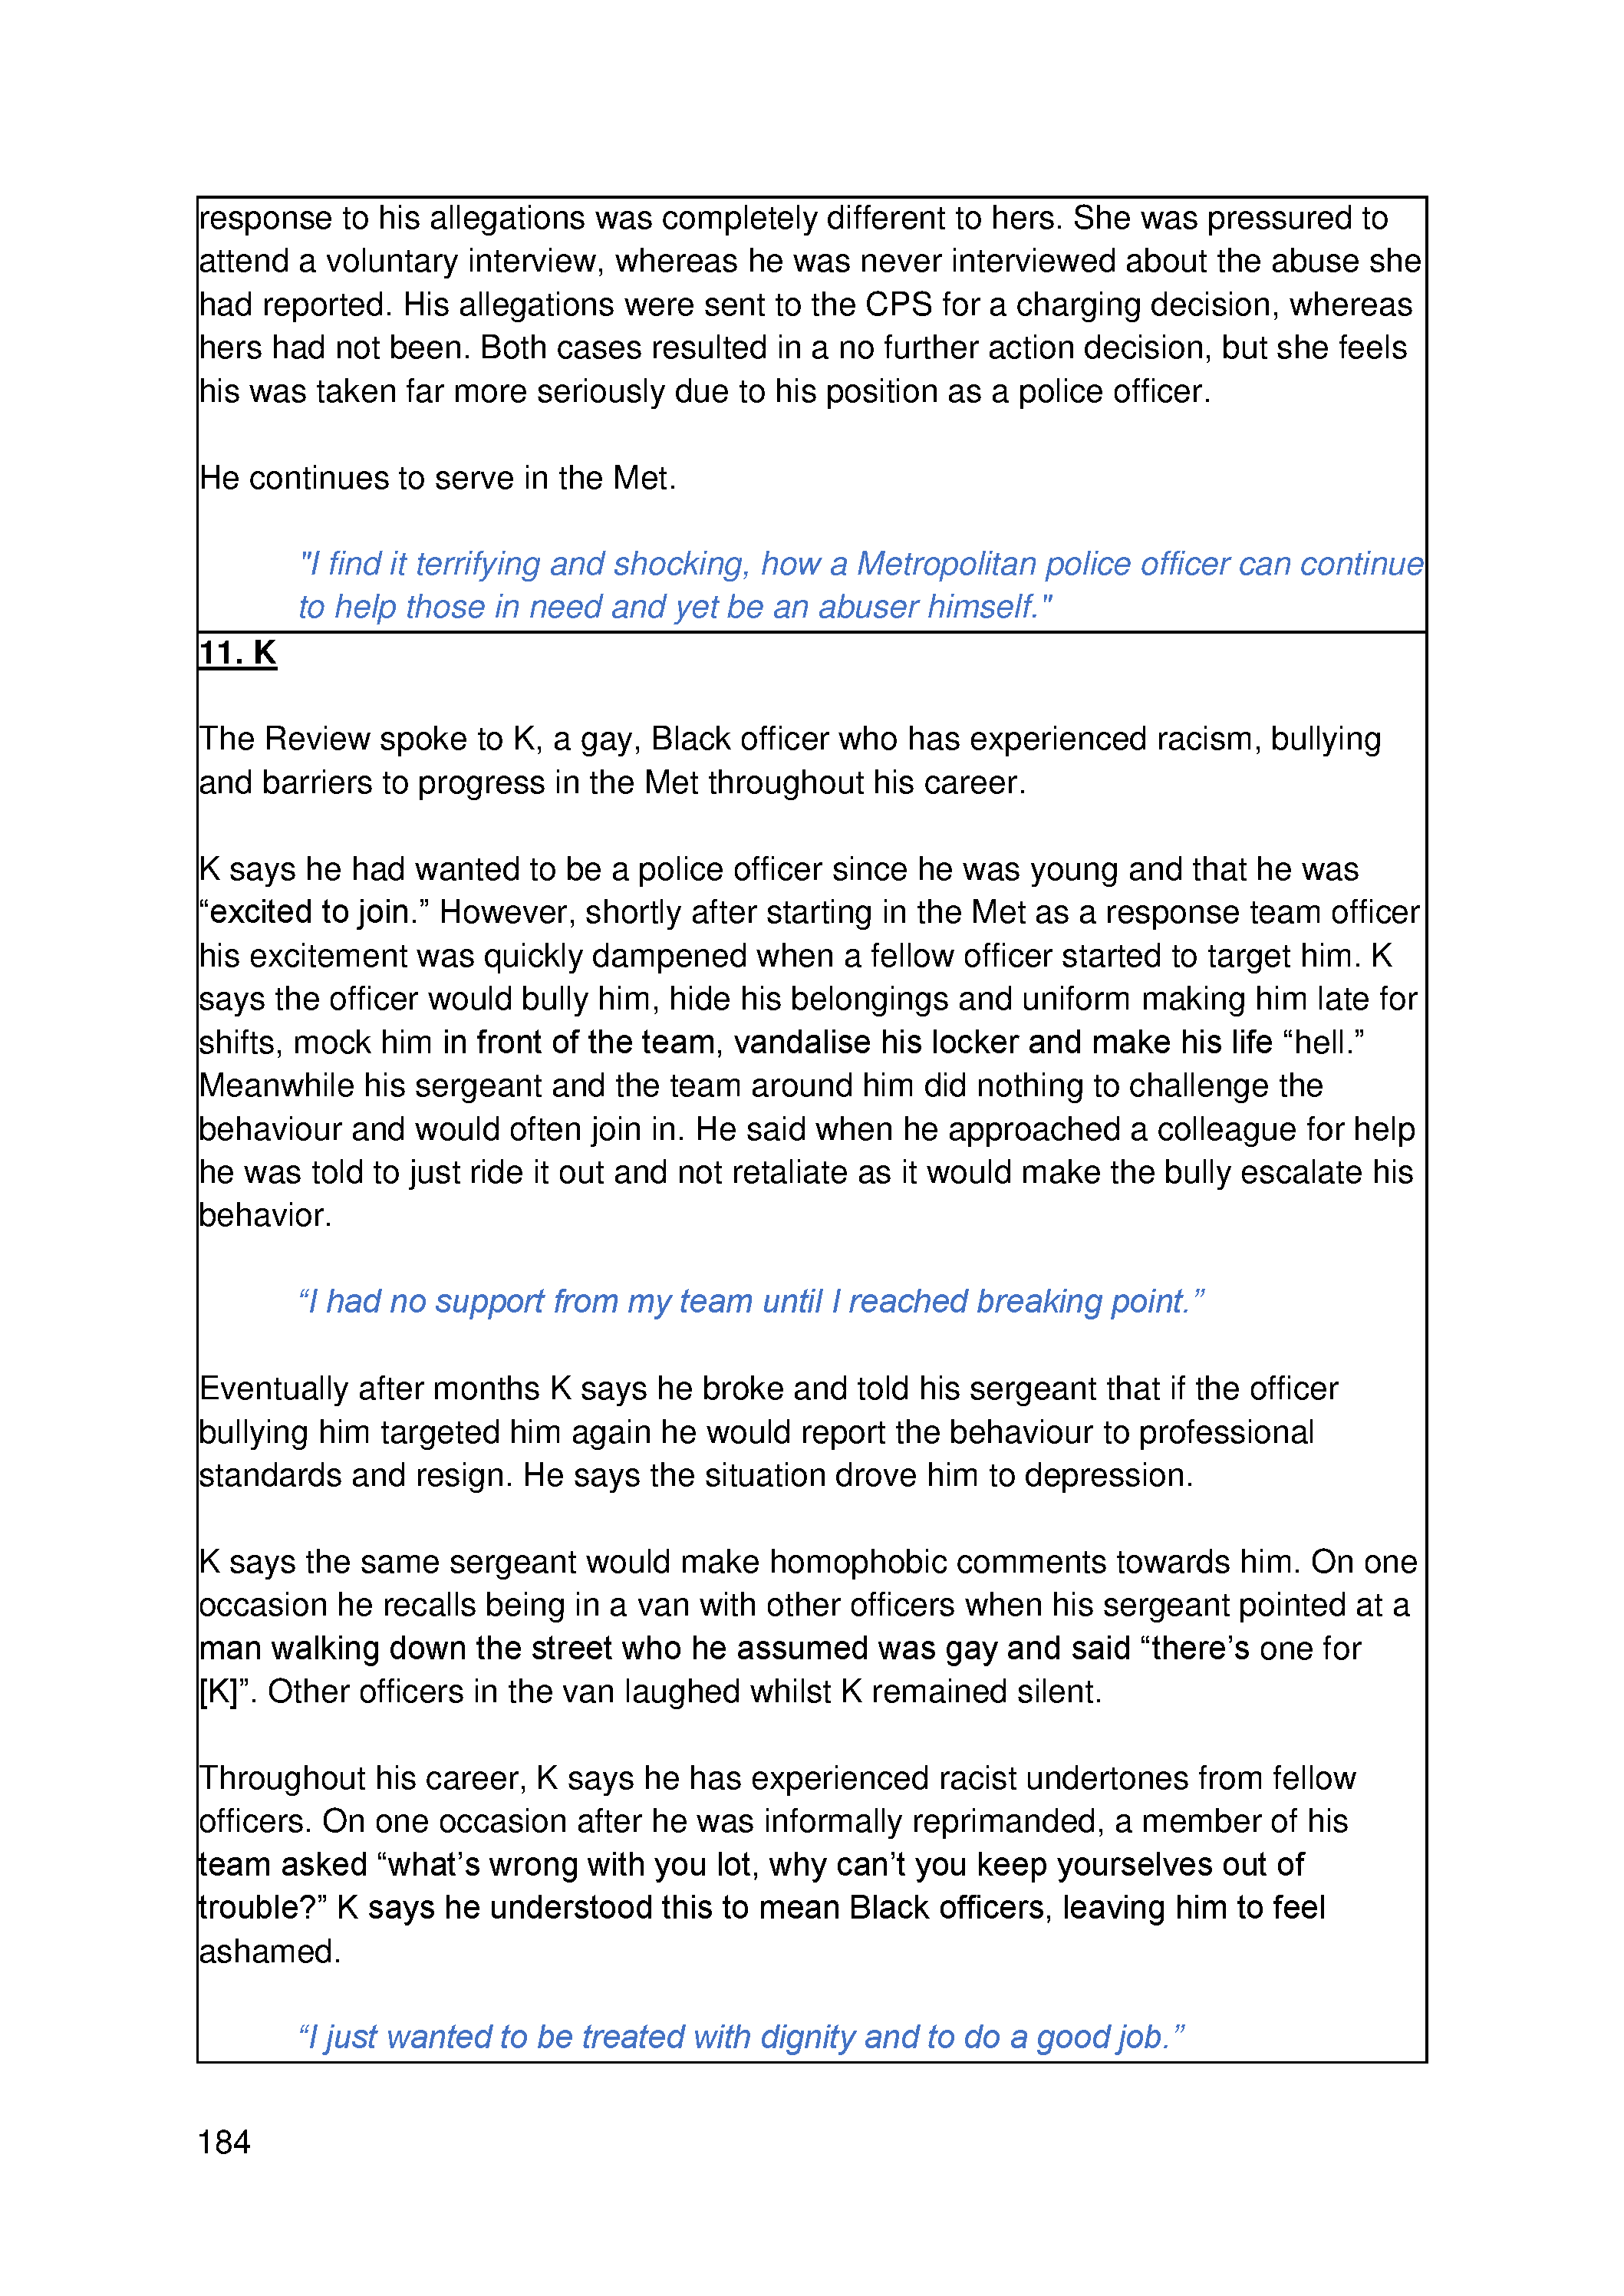 response to his allegations was completely different to hers. She was pressured to
attend a voluntary interview, whereas he was never interviewed about the abuse she
had reported. His allegations were sent to the CPS for a charging decision, whereas
hers had not been. Both cases resulted in a no further action decision, but she feels
his was taken far more seriously due to his position as a police officer.
He continues to serve in the Met.
"I find it terrifying and shocking, how a Metropolitan police officer can continue
to help those in need and yet be an abuser himself."
11. K
The Review spoke to K, a gay, Black officer who has experienced racism, bullying
and barriers to progress in the Met throughout his career.
K says he had wanted to be a police officer since he was young and that he was
“excited to join.” However, shortly after starting in the Met as a response team officer
his excitement was quickly dampened when a fellow officer started to target him. K
says the officer would bully him, hide his belongings and uniform making him late for
shifts, mock him in front of the team, vandalise his locker and make his life “hell.”
Meanwhile his sergeant and the team around him did nothing to challenge the
behaviour and would often join in. He said when he approached a colleague for help
he was told to just ride it out and not retaliate as it would make the bully escalate his
behavior.
“I had no support from my team until I reached breaking point.”
Eventually after months K says he broke and told his sergeant that if the officer
bullying him targeted him again he would report the behaviour to professional
standards and resign. He says the situation drove him to depression.
K says the same sergeant would make homophobic comments towards him. On one
occasion he recalls being in a van with other officers when his sergeant pointed at a
man walking down the street who he assumed was gay and said “there’s one for
[K]”. Other officers in the van laughed whilst K remained silent.
Throughout his career, K says he has experienced racist undertones from fellow
officers. On one occasion after he was informally reprimanded, a member of his
team asked “what’s wrong with you lot, why can’t you keep yourselves out of
trouble?” K says he understood this to mean Black officers, leaving him to feel
ashamed.
“I just wanted to be treated with dignity and to do a good job.”
184